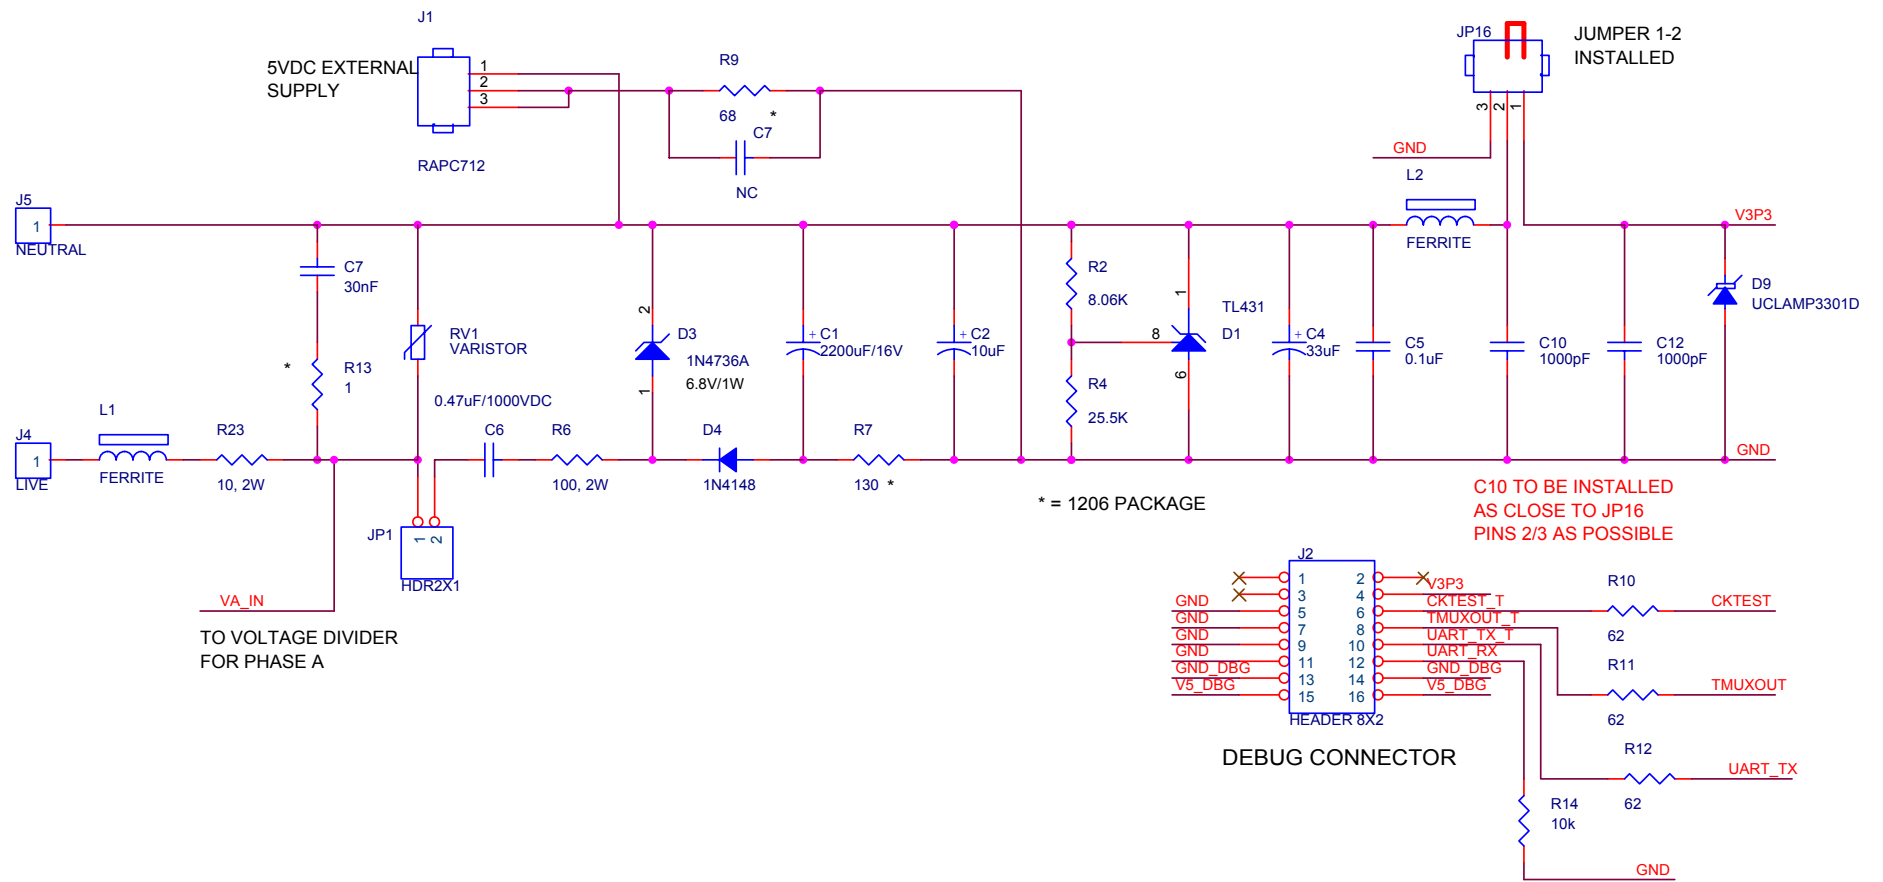 J1
5VDC EXTERNAL
SUPPLY
1
2
3
RAPC712
R9
68
*
C7
NC
JP16
JUMPER 1-2
INSTALLED
3
2
1
GND
L2
FERRITE
V3P3
J5
1
NEUTRAL
C7
30nF
*
R13
1
RV1
VARISTOR
2
D3
1N4736A
6.8V/1W
1
+
C1
2200uF/16V
+
C2
10uF
R2
8.06K
R4
25.5K
1
TL431
8
D1
6
+
C4
33uF
C5
0.1uF
C10
1000pF
C12
1000pF
D9
UCLAMP3301D
J4
1
LIVE
L1
FERRITE
R23
10, 2W
0.47uF/1000VDC
C6
R6
100, 2W
D4
1N4148
R7
130 *
GND
* = 1206 PACKAGE
C10 TO BE INSTALLED
AS CLOSE TO JP16
PINS 2/3 AS POSSIBLE
JP1
1
2
HDR2X1
VA_IN
TO VOLTAGE DIVIDER
FOR PHASE A
J2
1 2
3 4 V3P3
GND 5 6 CKTEST_T
GND 7 8 TMUXOUT_T
GND 9 10 UART_TX_T
GND 11 12 UART_RX
GND_DBG 13 14 GND_DBG
V5_DBG 15 16 V5_DBG
HEADER 8X2
DEBUG CONNECTOR
R10
62
CKTEST
R11
62
TMUXOUT
R12
62
UART_TX
R14
10k
GND